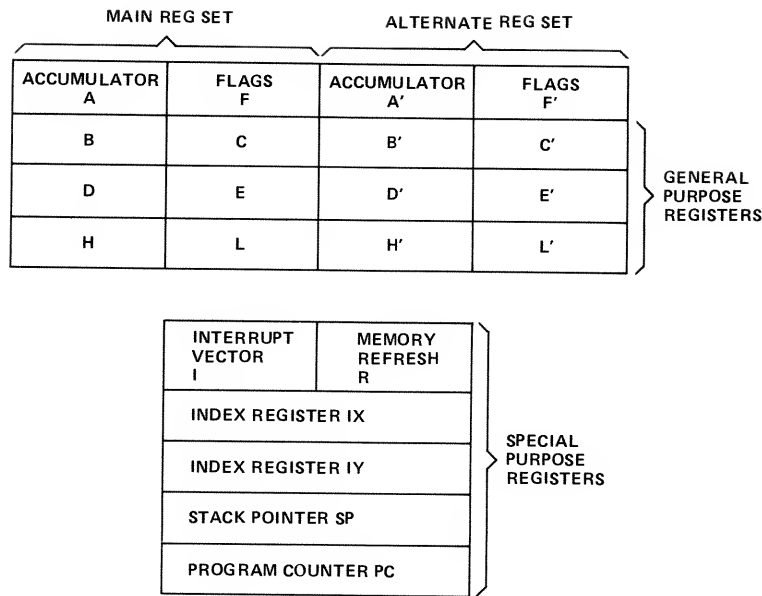 MAIN REG SET
ALTERNATE REG SET
ACCUMULATOR
A
FLAGS
F
ACCUMULATOR
A'
FLAGS
F'
B
C
B'
C'
D
E
D'
E'
H
L
H'
L'
GENERAL
PURPOSE
REGISTERS
INTERRUPT
VECTOR
I
MEMORY
REFRESH
R
INDEX REGISTER IX
INDEX REGISTER IY
STACK POINTER SP
PROGRAM COUNTER PC
SPECIAL
PURPOSE
REGISTERS